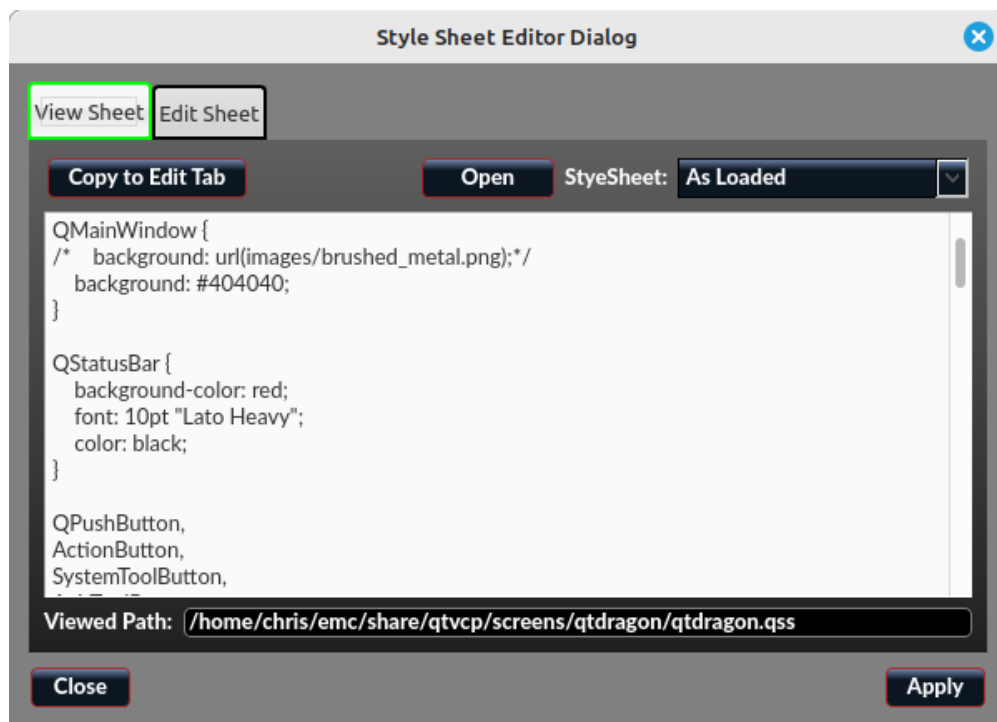 Style Sheet Editor Dialog
View Sheet Edit Sheet
Copy to Edit Tab Open StyeSheet: As Loaded
QMainWindow {
/*    background: url(images/brushed_metal.png);*/
    background: #404040;
}
QStatusBar {
    background-color: red;
    font: 10pt "Lato Heavy";
    color: black;
}
QPushButton,
ActionButton,
SystemToolButton,
Viewed Path: /home/chris/emc/share/qtvcp/screens/qtdragon/qtdragon.qss
Close Apply